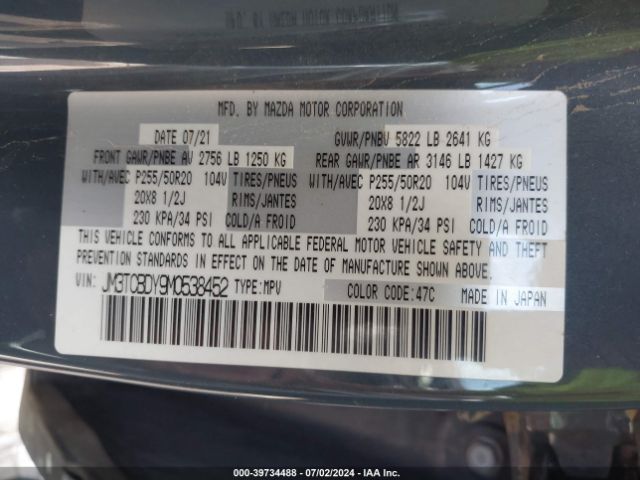 MFD. BY MAZDA MOTOR CORPORATION
DATE 07/21 GVWR/PNBV 5822 LB 2641 KG
FRONT GAWR/PNBE AV 2756 LB 1250 KG REAR GAWR/PNBE AR 3146 LB 1427 KG
WITH/AVEC P255/50R20 104V TIRES/PNEUS WITH/AVEC P255/50R20 104V TIRES/PNEUS
20X8 1/2J RIMS/JANTES 20X8 1/2J RIMS/JANTES
230 KPA/34 PSI COLD/A FROID 230 KPA/34 PSI COLD/A FROID
THIS VEHICLE CONFORMS TO ALL APPLICABLE FEDERAL MOTOR VEHICLE SAFETY AND THEFT
PREVENTION STANDARDS IN EFFECT ON THE DATE OF MANUFACTURE SHOWN ABOVE.
VIN: JM3TCBDY9M0538452 TYPE:MPV COLOR CODE:47C MADE IN JAPAN
000-39734488 - 07/02/2024 - IAA Inc.